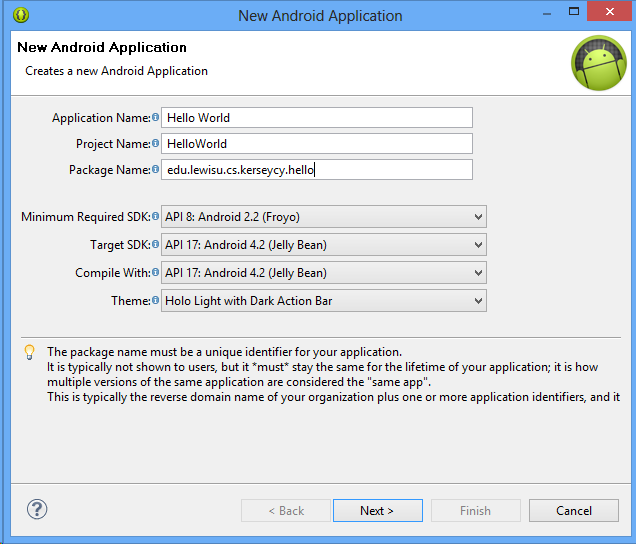 New Android Application
New Android Application
Creates a new Android Application
Application Name: Hello World
Project Name: HelloWorld
Package Name: edu.lewisu.cs.kerseycy.hello
Minimum Required SDK: API 8: Android 2.2 (Froyo)
Target SDK: API 17: Android 4.2 (Jelly Bean)
Compile With: API 17: Android 4.2 (Jelly Bean)
Theme: Holo Light with Dark Action Bar
The package name must be a unique identifier for your application.
It is typically not shown to users, but it *must* stay the same for the lifetime of your application; it is how
multiple versions of the same application are considered the "same app".
This is typically the reverse domain name of your organization plus one or more application identifiers, and it
? < Back Next > Finish Cancel